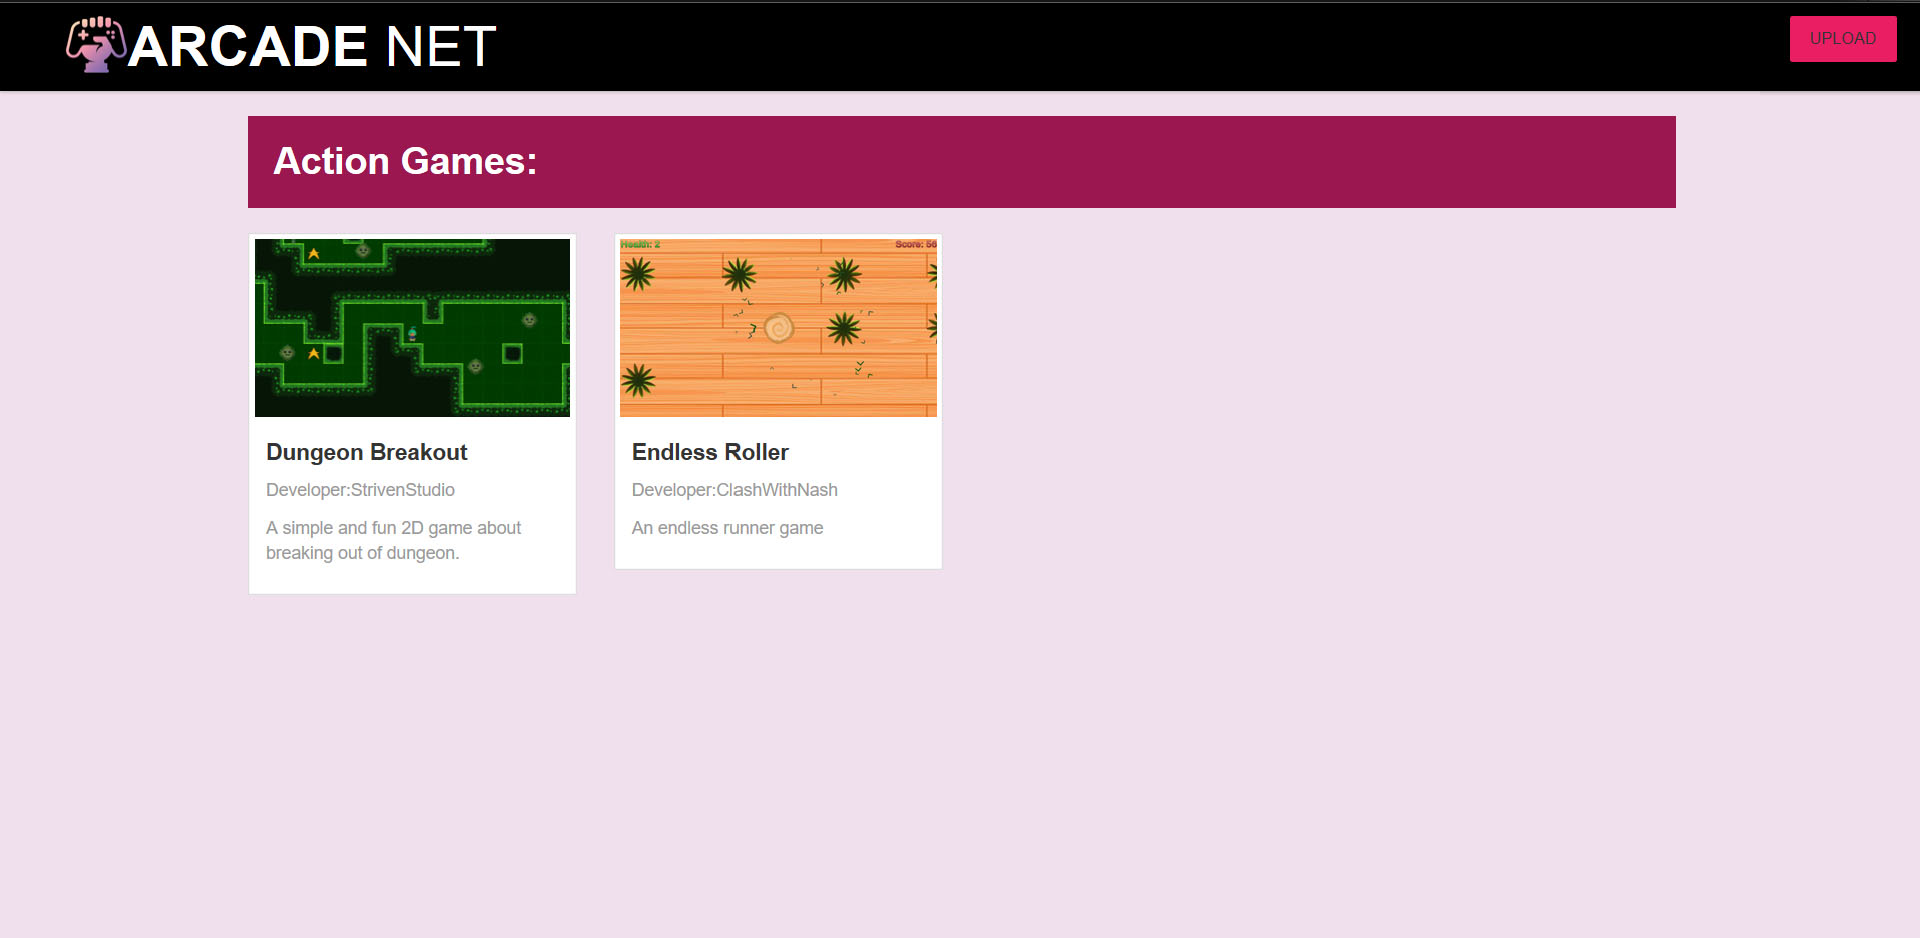 ARCADE NET
UPLOAD
Action Games:
Health: 2
Score: 56
Dungeon Breakout
Developer:StrivenStudio
A simple and fun 2D game about
breaking out of dungeon.
Endless Roller
Developer:ClashWithNash
An endless runner game